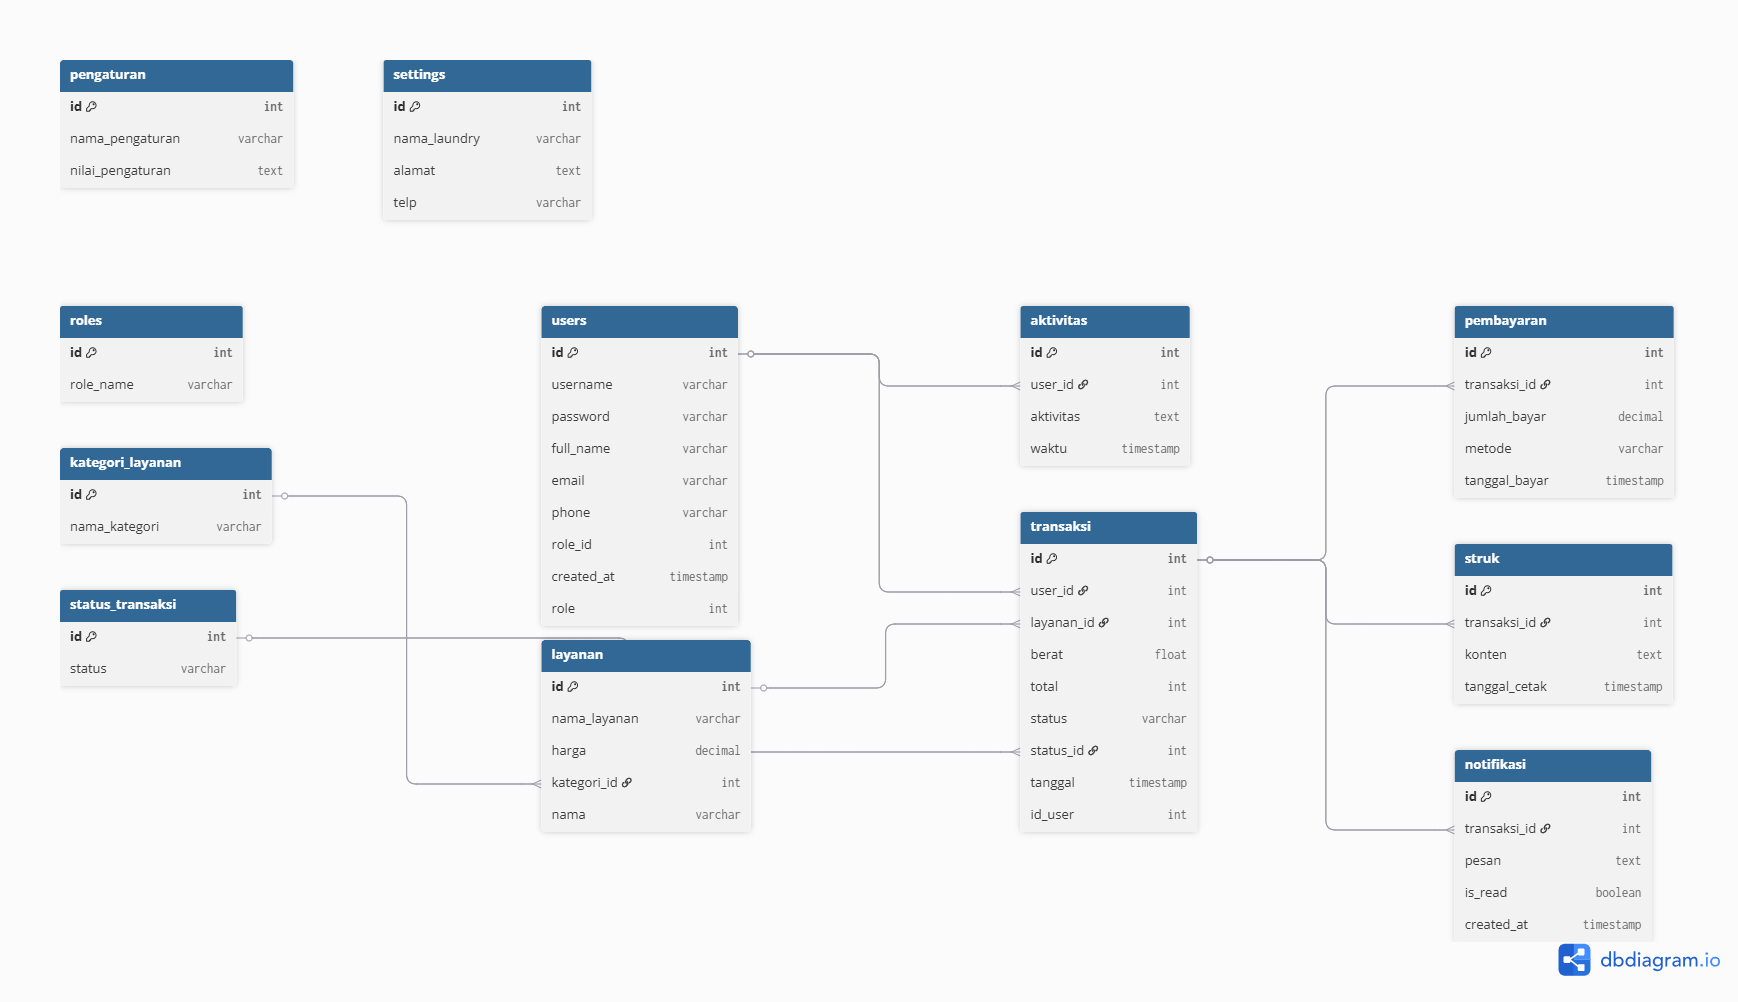 pengaturan
id int
nama_pengaturan varchar
nilai_pengaturan text
settings
id int
nama_laundry varchar
alamat text
telp varchar
roles
id int
role_name varchar
kategori_layanan
id int
nama_kategori varchar
status_transaksi
id int
status varchar
users
id int
username varchar
password varchar
full_name varchar
email varchar
phone varchar
role_id int
created_at timestamp
role int
layanan
id int
nama_layanan varchar
harga decimal
kategori_id int
nama varchar
aktivitas
id int
user_id int
aktivitas text
waktu timestamp
transaksi
id int
user_id int
layanan_id int
berat float
total int
status varchar
status_id int
tanggal timestamp
id_user int
pembayaran
id int
transaksi_id int
jumlah_bayar decimal
metode varchar
tanggal_bayar timestamp
struk
id int
transaksi_id int
konten text
tanggal_cetak timestamp
notifikasi
id int
transaksi_id int
pesan text
is_read boolean
created_at timestamp
dbdiagram.io